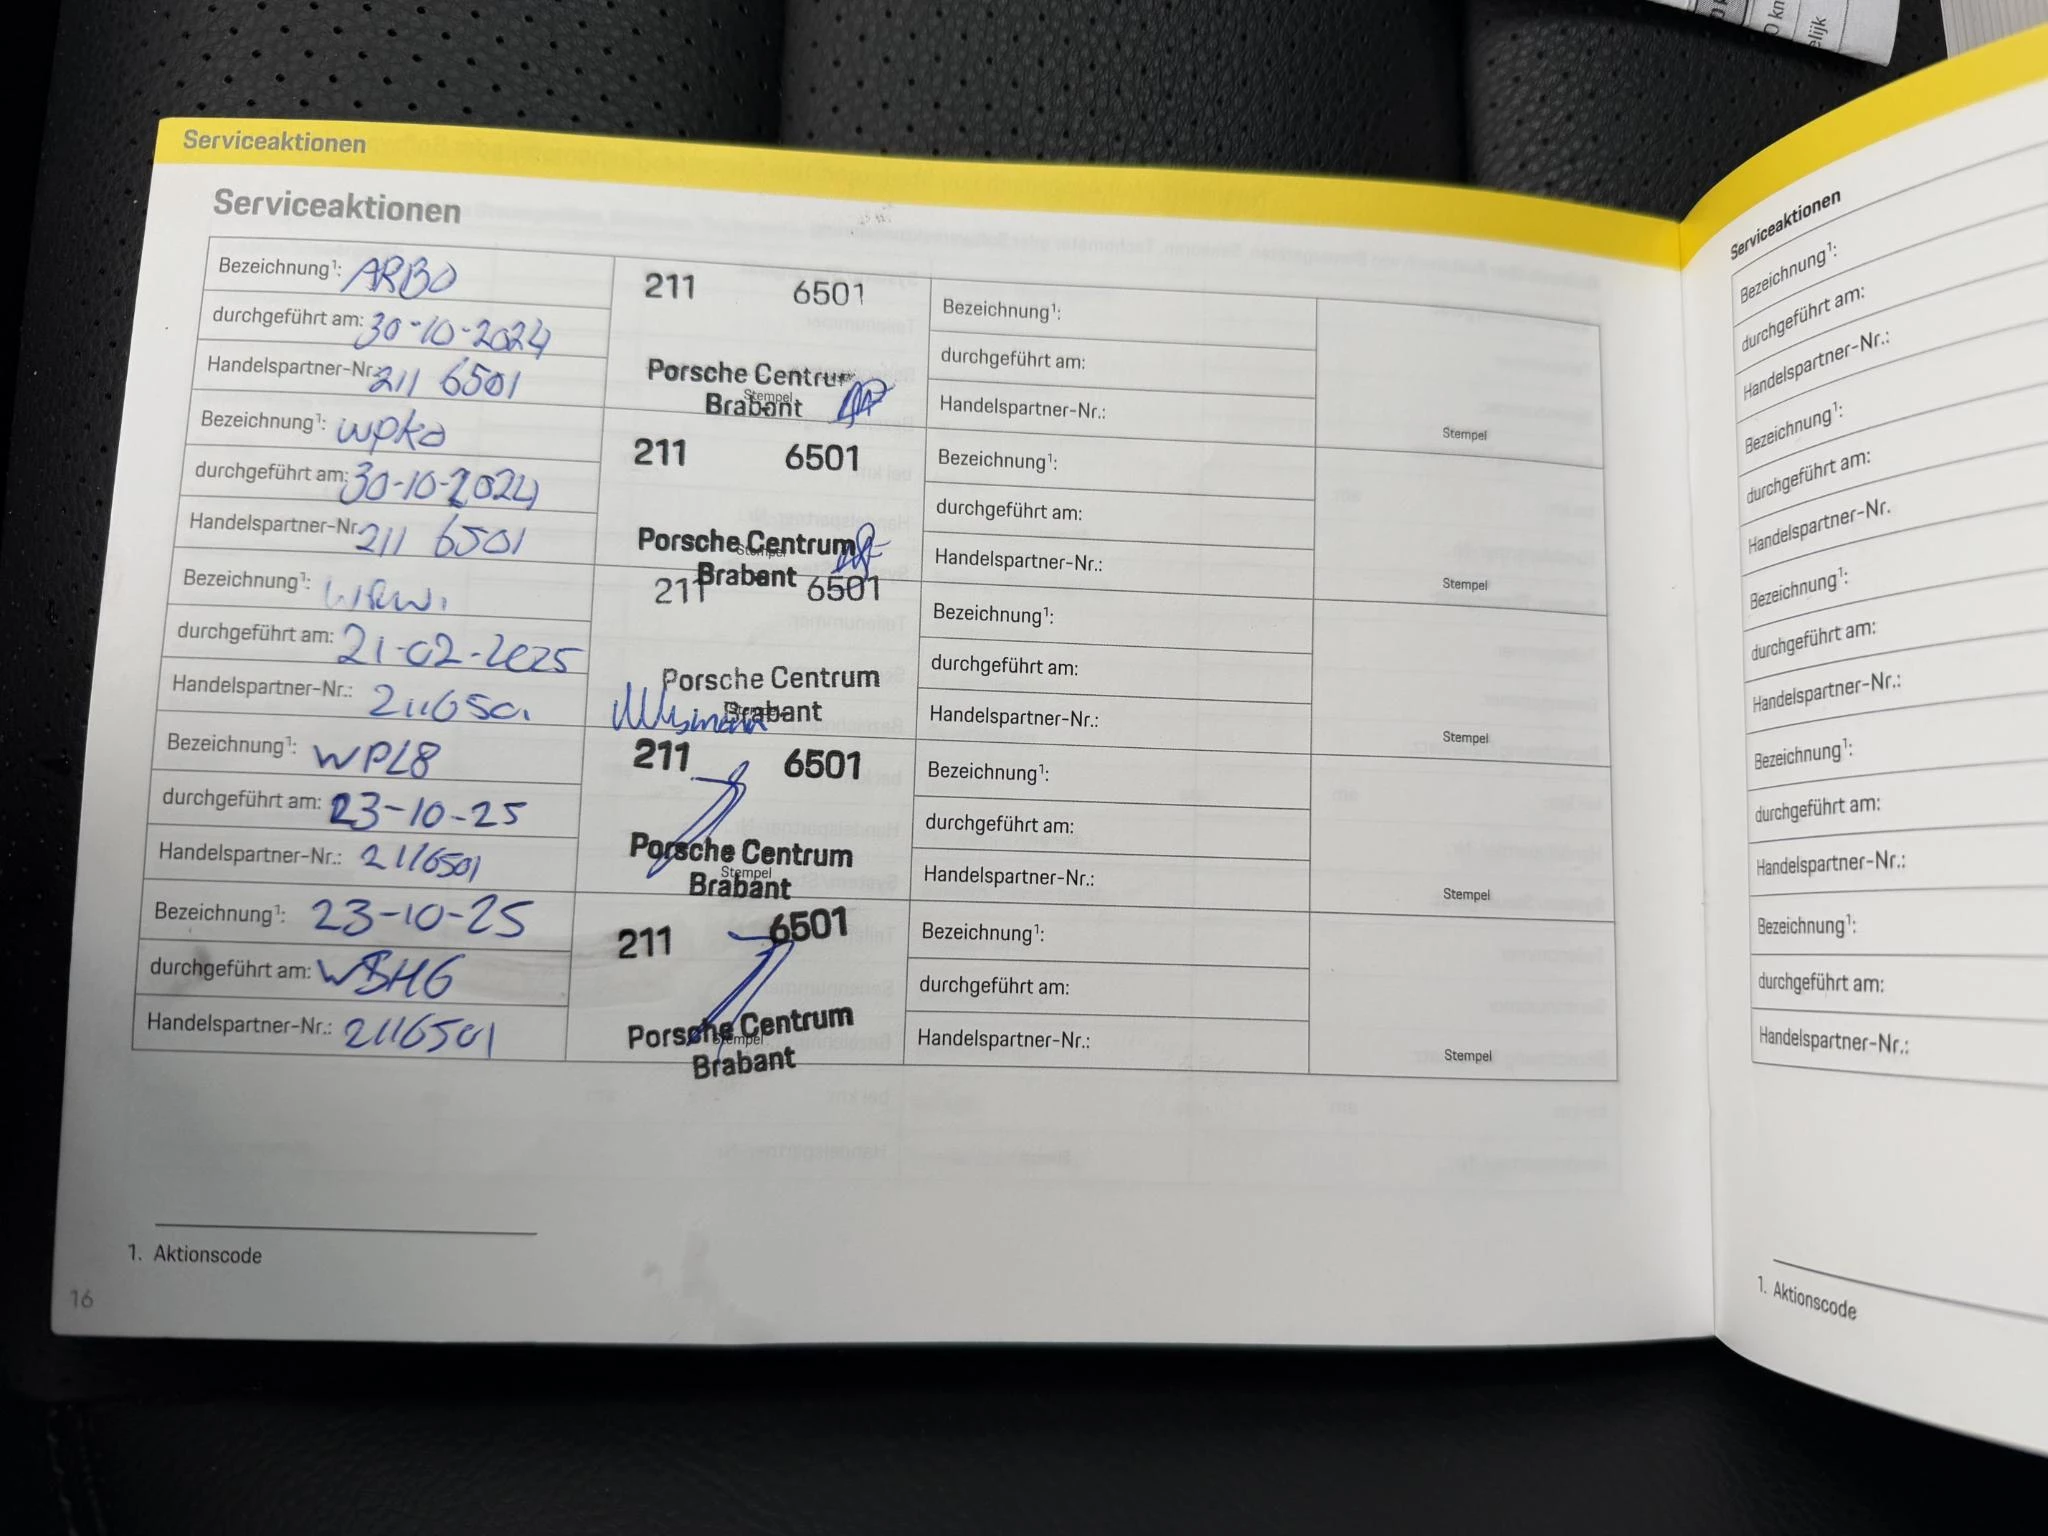 Serviceaktionen
Serviceaktionen
Bezeichnung¹: ARB0
durchgeführt am: 30-10-2024
Handelspartner-Nr.: 211 6501
211 6501
Porsche Centrum
Stempel
Brabant
Bezeichnung¹: WPKa
durchgeführt am: 30-10-2024
Handelspartner-Nr. 211 6501
211 6501
Porsche Centrum
Stempel
Brabant
Bezeichnung¹:
durchgeführt am: 21-02-2025
Handelspartner-Nr.: 2116501
211 6501
Porsche Centrum
Stempel
Brabant
Bezeichnung¹: WPL8
durchgeführt am: 23-10-25
Handelspartner-Nr.: 2116501
211 6501
Porsche Centrum
Stempel
Brabant
Bezeichnung¹: 23-10-25
durchgeführt am: WSH6
Handelspartner-Nr.: 2116501
211 6501
Porsche Centrum
Stempel
Brabant
Bezeichnung¹:
durchgeführt am:
Handelspartner-Nr.:
Stempel
Bezeichnung¹:
durchgeführt am:
Handelspartner-Nr.:
Stempel
Bezeichnung¹:
durchgeführt am:
Handelspartner-Nr.:
Stempel
Bezeichnung¹:
durchgeführt am:
Handelspartner-Nr.:
Stempel
Bezeichnung¹:
durchgeführt am:
Handelspartner-Nr.:
Stempel
1. Aktionscode
16
Serviceaktionen
Bezeichnung¹:
durchgeführt am:
Handelspartner-Nr.:
Bezeichnung¹:
durchgeführt am:
Handelspartner-Nr.
Bezeichnung¹:
durchgeführt am:
Handelspartner-Nr.:
Bezeichnung¹:
durchgeführt am:
Handelspartner-Nr.:
Bezeichnung¹:
durchgeführt am:
Handelspartner-Nr.:
1. Aktionscode